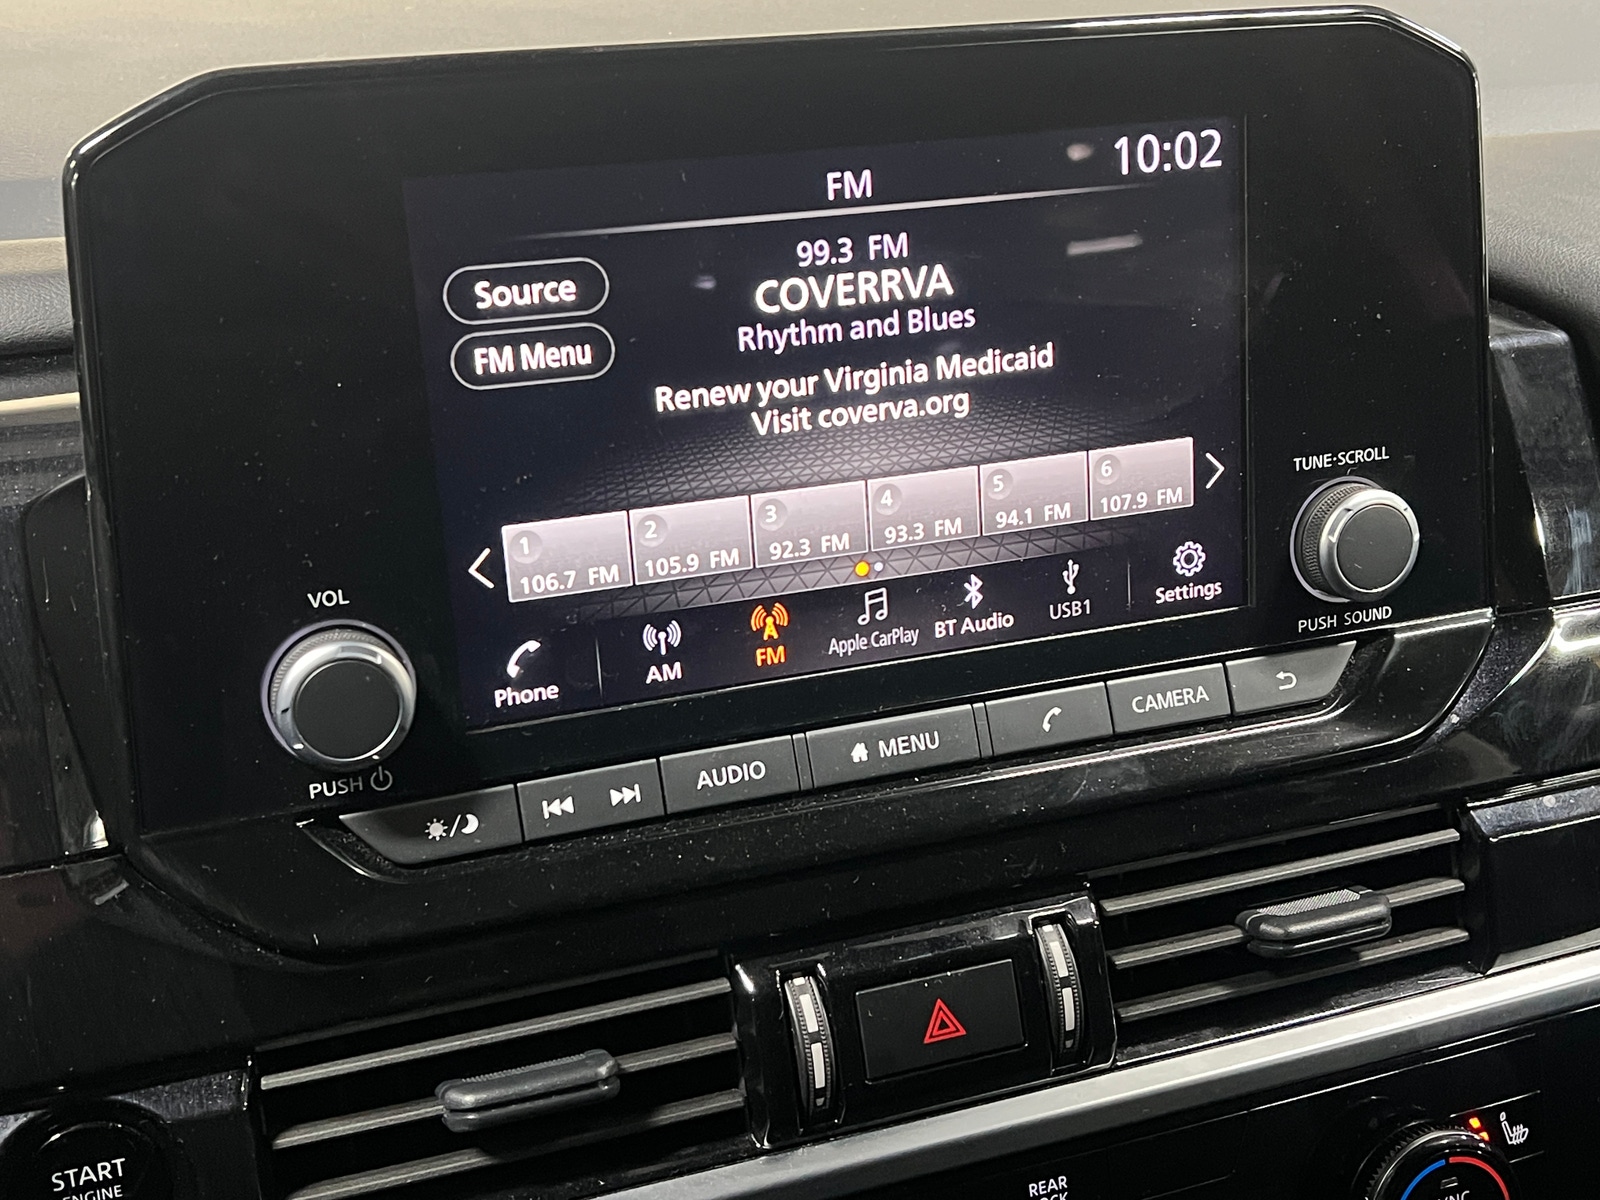 10:02
FM
99.3 FM
COVERRVA
Rhythm and Blues
Source
FM Menu
Renew your Virginia Medicaid
Visit coverva.org
1
106.7 FM
2
105.9 FM
3
92.3 FM
4
93.3 FM
5
94.1 FM
6
107.9 FM
Phone
AM
FM
Apple CarPlay
BT Audio
USB1
Settings
VOL
PUSH
TUNE·SCROLL
PUSH SOUND
AUDIO
MENU
CAMERA
START
ENGINE
REAR